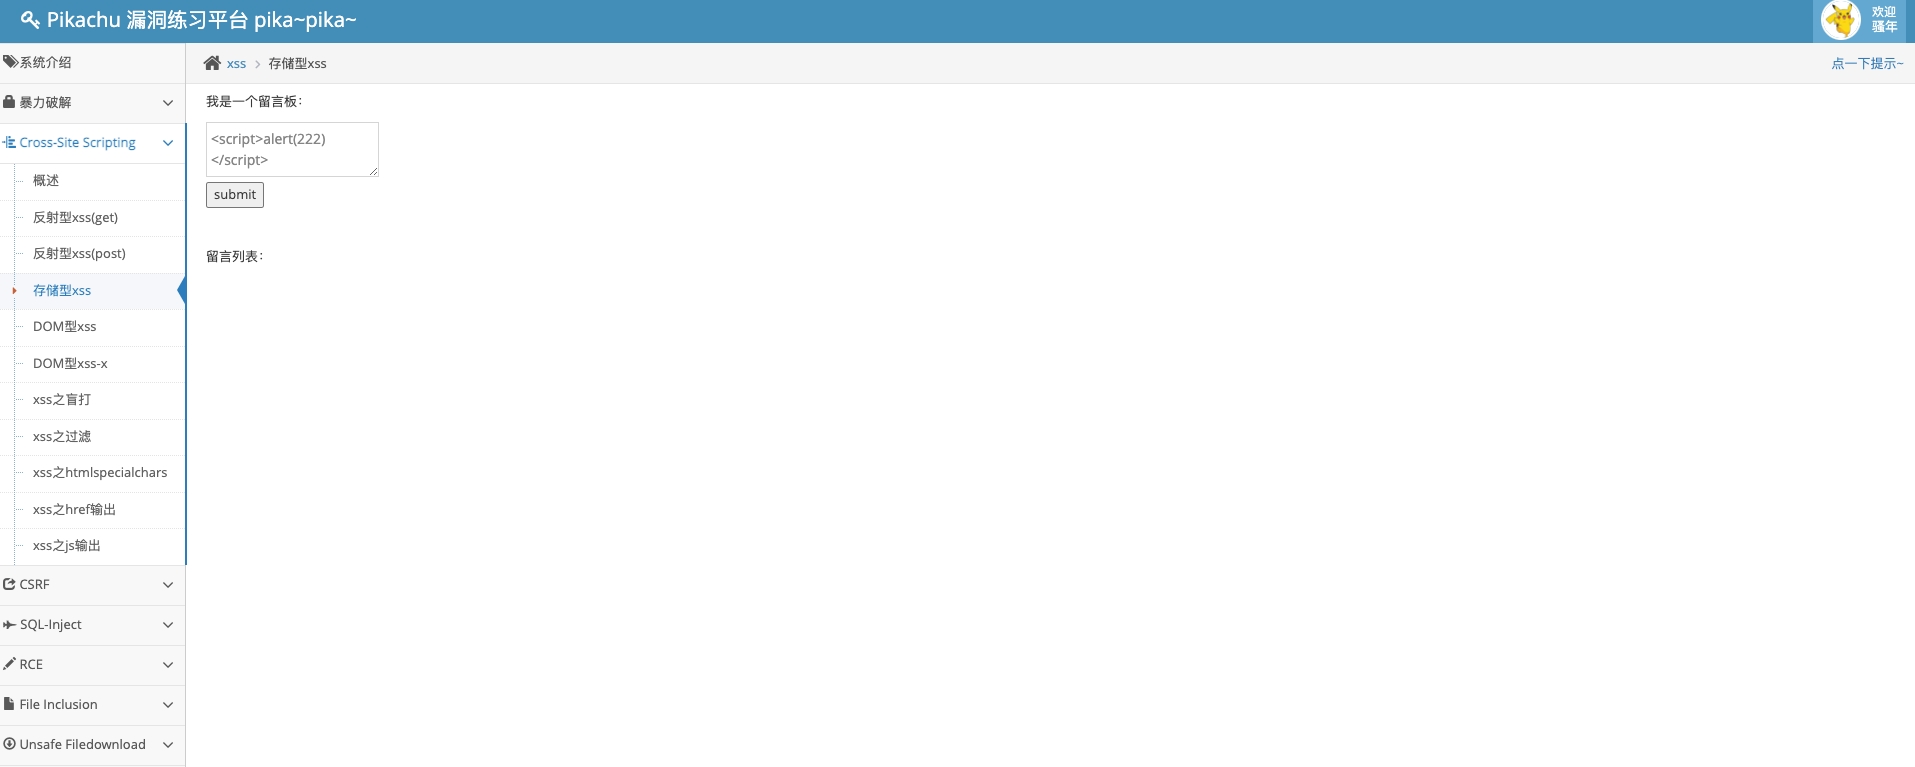 Pikachu 漏洞练习平台 pika~pika~
欢迎
骚年
系统介绍
暴力破解
Cross-Site Scripting
概述
反射型xss(get)
反射型xss(post)
存储型xss
DOM型xss
DOM型xss-x
xss之盲打
xss之过滤
xss之htmlspecialchars
xss之href输出
xss之js输出
CSRF
SQL-Inject
RCE
File Inclusion
Unsafe Filedownload
xss > 存储型xss
点一下提示~
我是一个留言板：
<script>alert(222)
</script>
submit
留言列表：